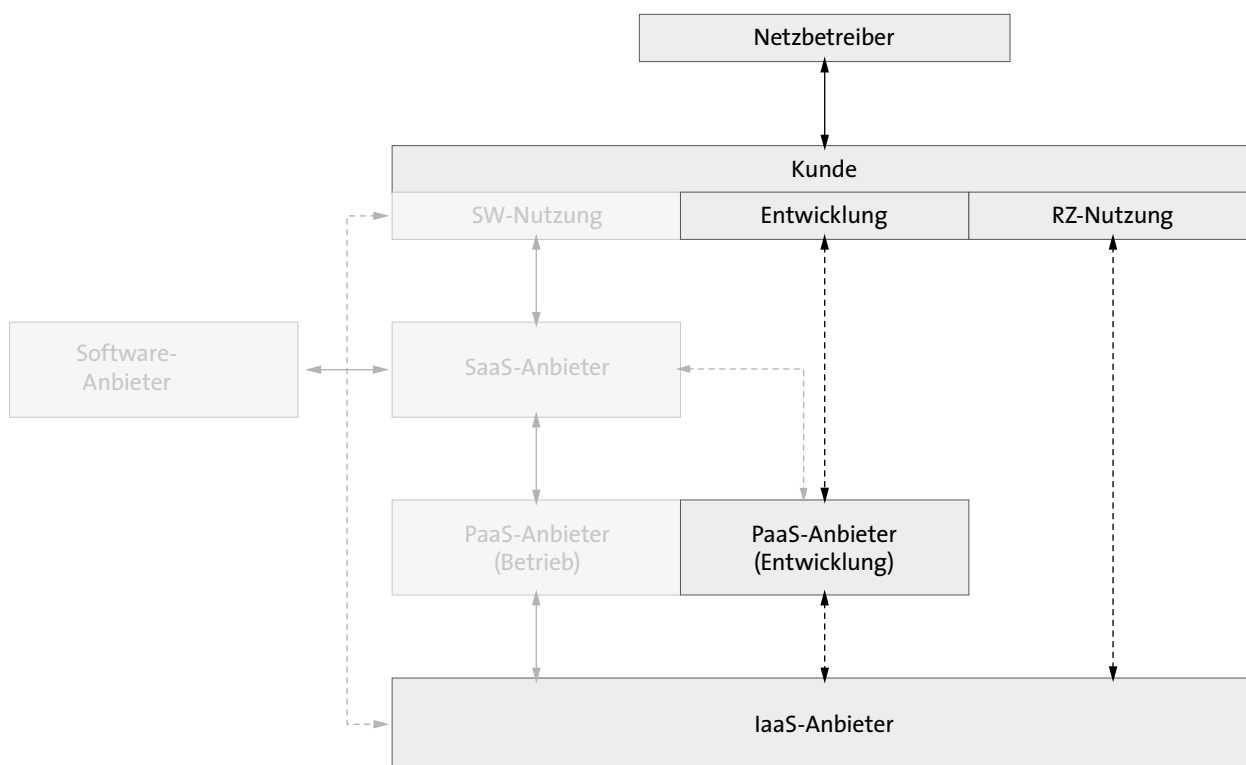 Netzbetreiber
Kunde
SW-Nutzung
Entwicklung
RZ-Nutzung
Software-
Anbieter
SaaS-Anbieter
PaaS-Anbieter
(Betrieb)
PaaS-Anbieter
(Entwicklung)
IaaS-Anbieter